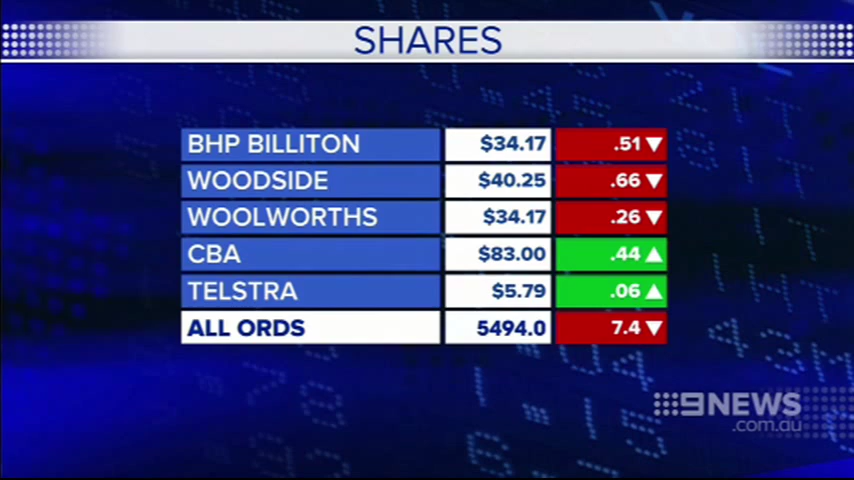 SHARES
BHP BILLITON $34.17 .51 ▼
WOODSIDE $40.25 .66 ▼
WOOLWORTHS $34.17 .26 ▼
CBA $83.00 .44 ▲
TELSTRA $5.79 .06 ▲
ALL ORDS 5494.0 7.4 ▼
9NEWS
.com.au